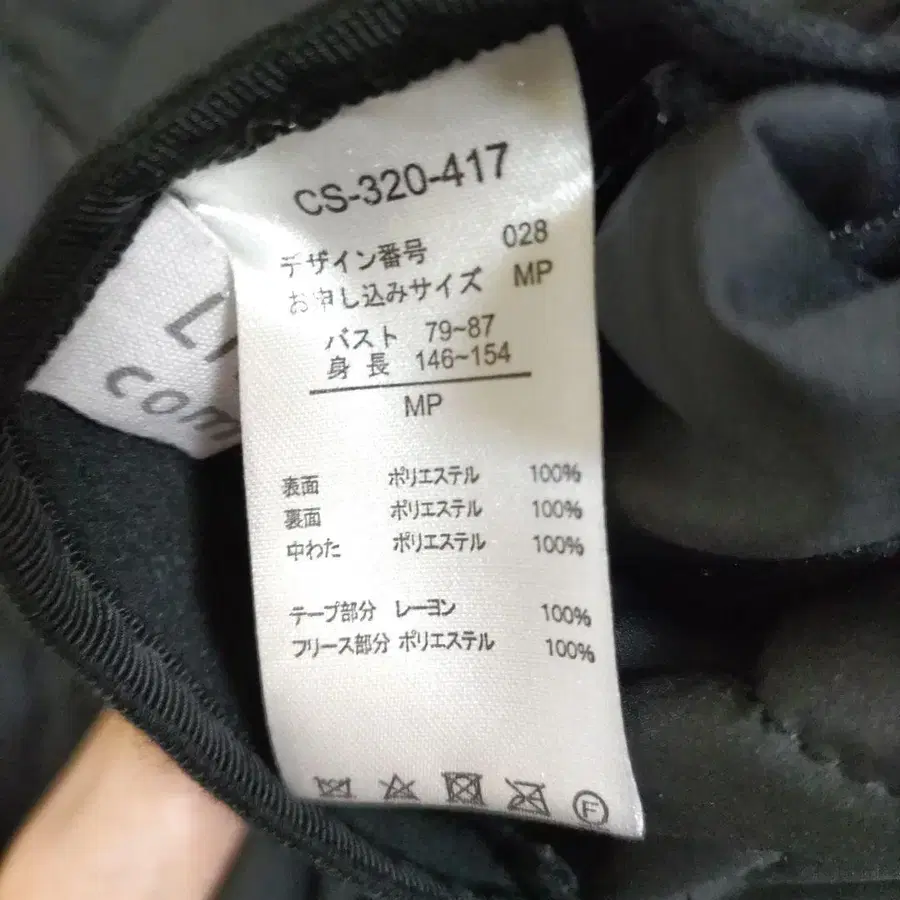 CS-320-417
デザイン番号 028
お申し込みサイズ MP
バスト 79~87
身長 146~154
MP
表面 ポリエステル 100%
裏面 ポリエステル 100%
中わた ポリエステル 100%
テープ部分 レーヨン 100%
フリース部分 ポリエステル 100%
F
com